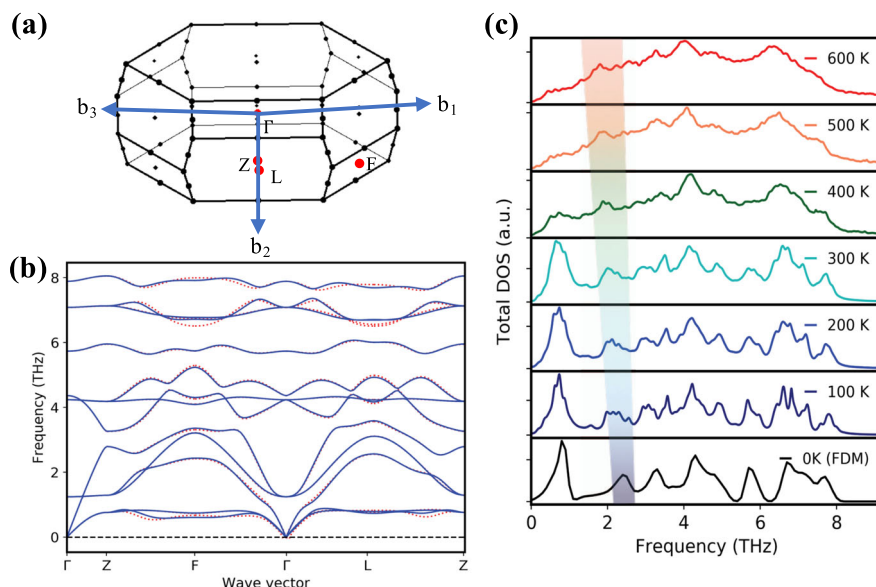 (a)
b3
b1
Γ
Z
L
F
b2
(b)
Frequency (THz)
8
6
4
2
0
Γ Z F Γ L Z
Wave vector
(c)
Total DOS (a.u.)
600 K
500 K
400 K
300 K
200 K
100 K
0K (FDM)
0 2 4 6 8
Frequency (THz)